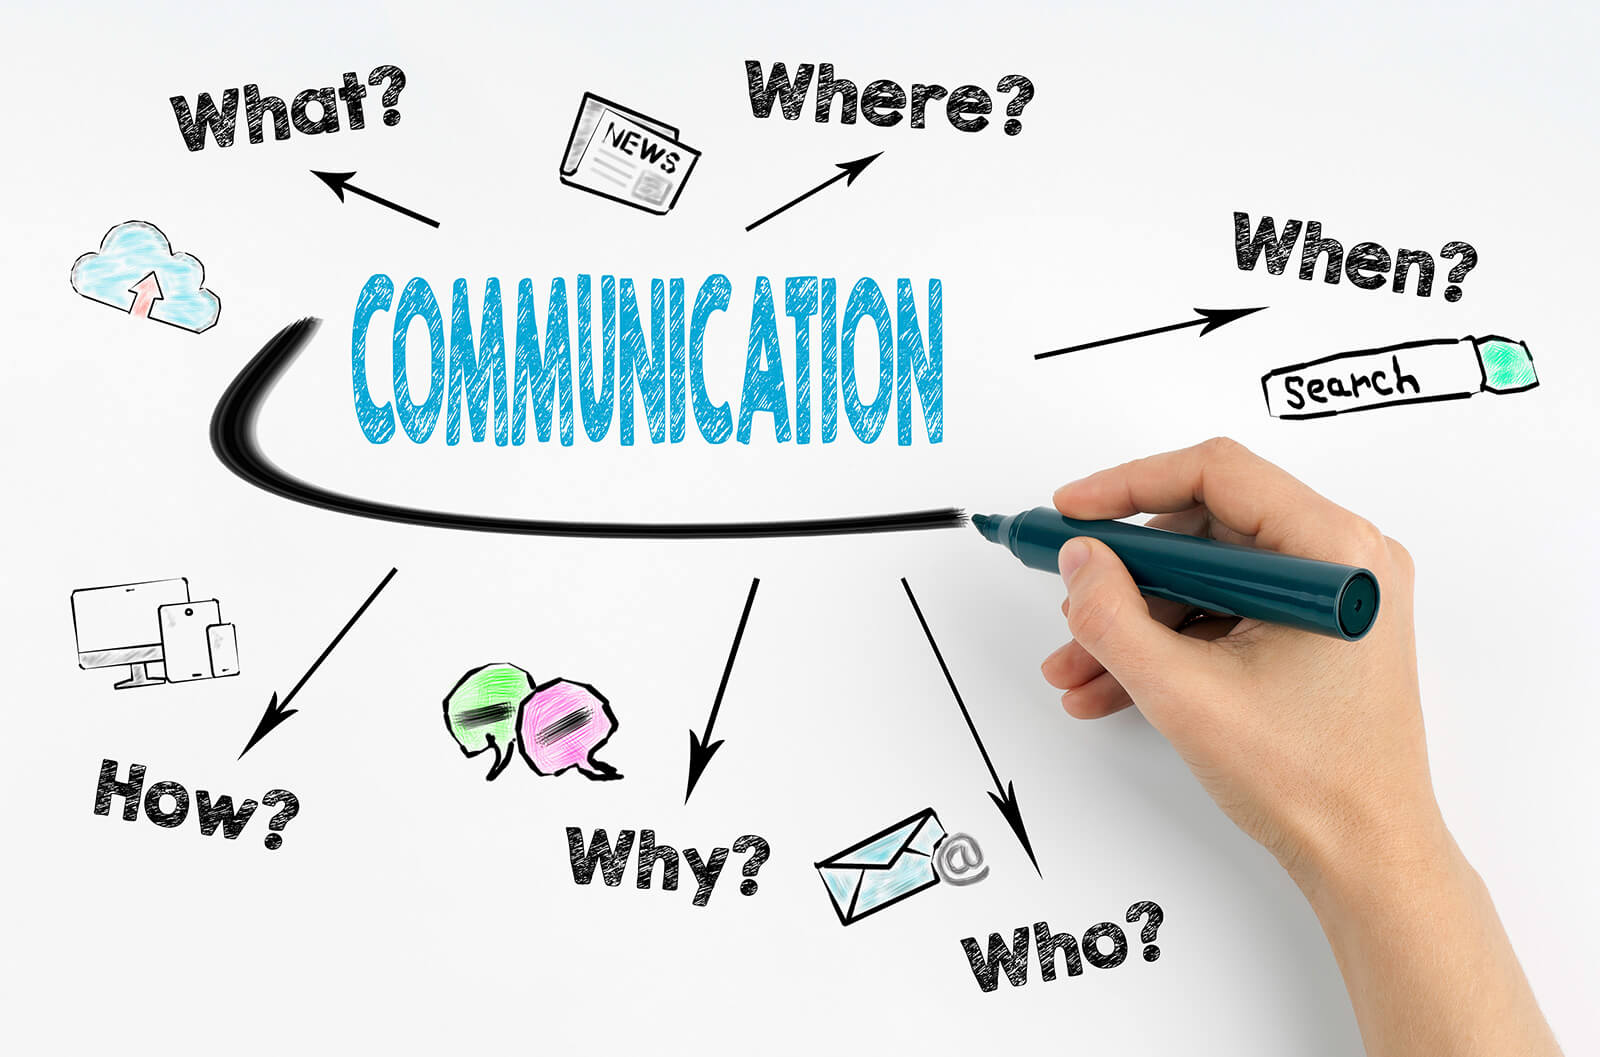 What?
Where?
NEWS
When?
COMMUNICATION
search
How?
Why?
@
Who?